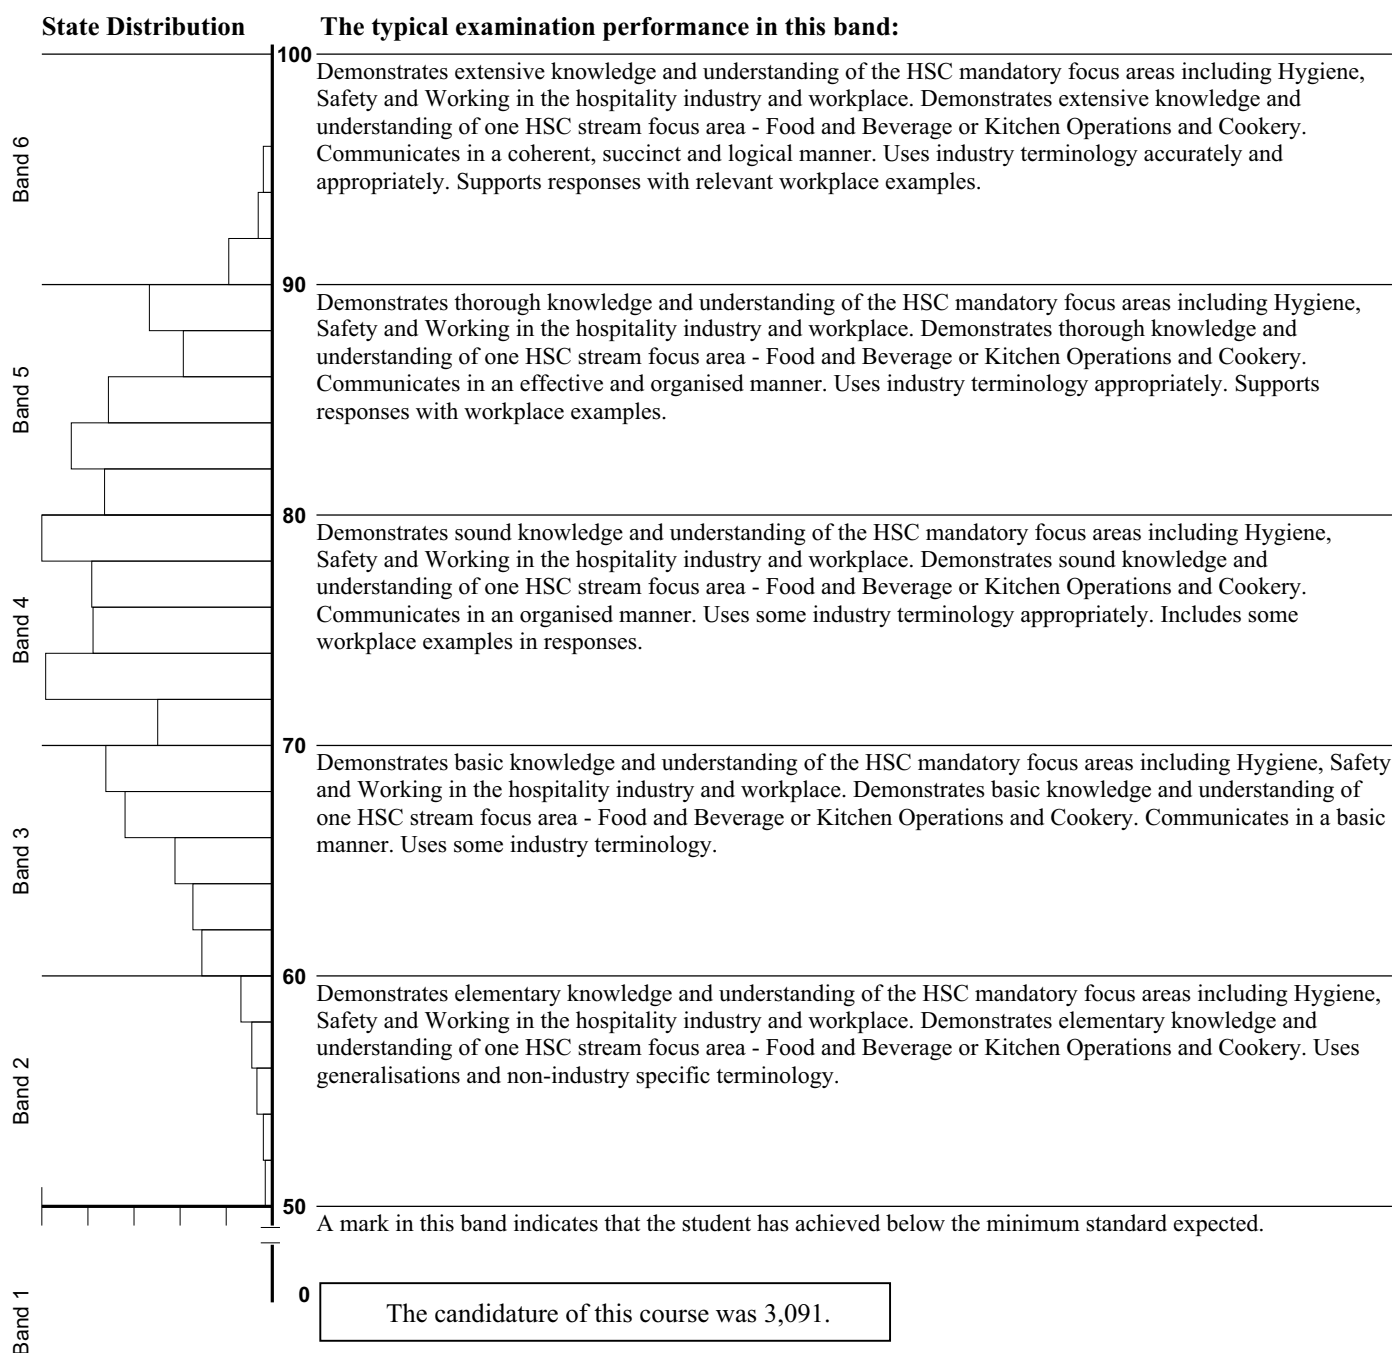 State Distribution
The typical examination performance in this band:
100
Demonstrates extensive knowledge and understanding of the HSC mandatory focus areas including Hygiene,
Safety and Working in the hospitality industry and workplace. Demonstrates extensive knowledge and
understanding of one HSC stream focus area - Food and Beverage or Kitchen Operations and Cookery.
Communicates in a coherent, succinct and logical manner. Uses industry terminology accurately and
appropriately. Supports responses with relevant workplace examples.
Band 6
90
Demonstrates thorough knowledge and understanding of the HSC mandatory focus areas including Hygiene,
Safety and Working in the hospitality industry and workplace. Demonstrates thorough knowledge and
understanding of one HSC stream focus area - Food and Beverage or Kitchen Operations and Cookery.
Communicates in an effective and organised manner. Uses industry terminology appropriately. Supports
responses with workplace examples.
Band 5
80
Demonstrates sound knowledge and understanding of the HSC mandatory focus areas including Hygiene,
Safety and Working in the hospitality industry and workplace. Demonstrates sound knowledge and
understanding of one HSC stream focus area - Food and Beverage or Kitchen Operations and Cookery.
Communicates in an organised manner. Uses some industry terminology appropriately. Includes some
workplace examples in responses.
Band 4
70
Demonstrates basic knowledge and understanding of the HSC mandatory focus areas including Hygiene, Safety
and Working in the hospitality industry and workplace. Demonstrates basic knowledge and understanding of
one HSC stream focus area - Food and Beverage or Kitchen Operations and Cookery. Communicates in a basic
manner. Uses some industry terminology.
Band 3
60
Demonstrates elementary knowledge and understanding of the HSC mandatory focus areas including Hygiene,
Safety and Working in the hospitality industry and workplace. Demonstrates elementary knowledge and
understanding of one HSC stream focus area - Food and Beverage or Kitchen Operations and Cookery. Uses
generalisations and non-industry specific terminology.
Band 2
50
A mark in this band indicates that the student has achieved below the minimum standard expected.
0
Band 1
The candidature of this course was 3,091.